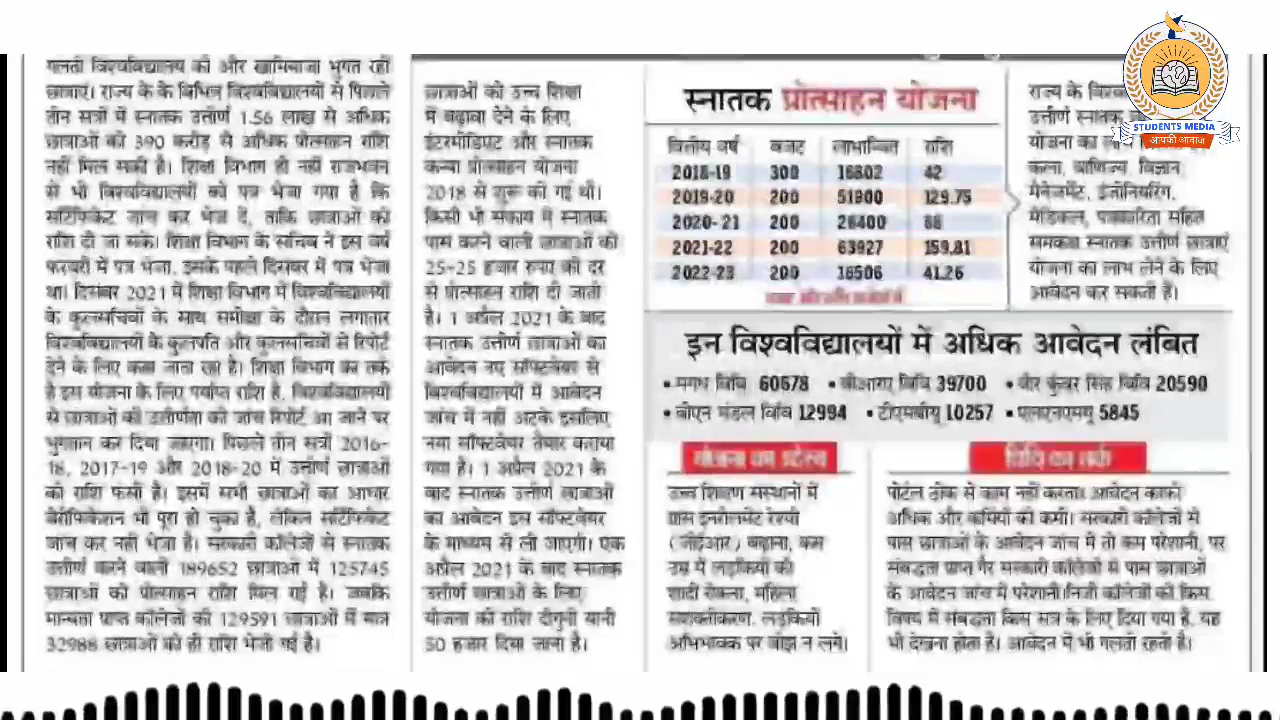 गलती विश्वविद्यालय की और खामियाजा भुगत रही
छात्राएं। राज्य के के विभिन्न विश्वविद्यालयों से पिछले
तीन सत्रों में स्नातक उत्तीर्ण 1.56 लाख से अधिक
छात्राओं को 390 करोड़ से अधिक प्रोत्साहन राशि
नहीं मिल सकी है। शिक्षा विभाग ही नहीं राजभवन
से भी विश्वविद्यालयों को पत्र भेजा गया है कि
सर्टिफिकेट जांच कर भेज दें, ताकि छात्राओं को
राशि दी जा सके। शिक्षा विभाग के सचिव ने इस वर्ष
फरवरी में पत्र भेजा, इसके पहले दिसंबर में पत्र भेजा
था। दिसंबर 2021 में शिक्षा विभाग में विश्वविद्यालयों
के कुलसचिवों के साथ समीक्षा के दौरान लगातार
विश्वविद्यालयों के कुलपति और कुलसचिवों से रिपोर्ट
देने के लिए कहा जाता रहा है। शिक्षा विभाग का तर्क
है इस योजना के लिए पर्याप्त राशि है, विश्वविद्यालयों
से छात्राओं की उत्तीर्णता की जांच रिपोर्ट आ जाने पर
भुगतान कर दिया जाएगा। पिछले तीन सत्रों 2016-
18, 2017-19 और 2018-20 में उत्तीर्ण छात्राओं
की राशि फंसी है। इसमें सभी छात्राओं का आधार
वेरिफिकेशन भी पूरा हो चुका है, लेकिन सर्टिफिकेट
जांच कर नहीं भेजा है। सरकारी कॉलेजों से स्नातक
उत्तीर्ण करने वाली 189652 छात्राओं में 125745
छात्राओं को प्रोत्साहन राशि मिल गई है। जबकि
मान्यता प्राप्त कॉलेजों की 129591 छात्राओं में मात्र
32988 छात्राओं को ही राशि भेजी गई है।
छात्राओं को उच्च शिक्षा
में बढ़ावा देने के लिए
इंटरमीडिएट और स्नातक
कन्या प्रोत्साहन योजना
2018 से शुरू की गई थी।
किसी भी संकाय में स्नातक
पास करने वाली छात्राओं को
25-25 हजार रुपए की दर
से प्रोत्साहन राशि दी जाती
है। 1 अप्रैल 2021 के बाद
स्नातक उत्तीर्ण छात्राओं का
आवेदन नए सॉफ्टवेयर से
विश्वविद्यालयों में आवेदन
जांच में नहीं अटके इसलिए
नया सॉफ्टवेयर तैयार कराया
गया है। 1 अप्रैल 2021 के
बाद स्नातक उत्तीर्ण छात्राओं
का आवेदन इस सॉफ्टवेयर
के माध्यम से ली जाएगी। एक
अप्रैल 2021 के बाद स्नातक
उत्तीर्ण छात्राओं के लिए
योजना की राशि दोगुनी यानी
50 हजार दिया जाना है।
स्नातक प्रोत्साहन योजना
वित्तीय वर्ष बजट लाभान्वित राशि
2018-19 300 16802 42
2019-20 200 51900 129.75
2020-21 200 26400 66
2021-22 200 63927 159.81
2022-23 200 16506 41.26
राज्य के
उत्तीर्ण स्नातक
योजना का
कला, वाणिज्य, विज्ञान
मैनेजमेंट, इंजीनियरिंग,
मेडिकल, पत्रकारिता सहित
समकक्ष स्नातक उत्तीर्ण छात्राएं
योजना का लाभ लेने के लिए
आवेदन कर सकती हैं।
STUDENTS MEDIA
आपकी आवाज
इन विश्वविद्यालयों में अधिक आवेदन लंबित
• मगध विवि 60678 • बीआरए विवि 39700 • वीर कुंवर सिंह विवि 20590
• बीएन मंडल विवि 12994 • टीएमबीयू 10257 • एलएनएमयू 5845
योजना का उद्देश्य
उच्च शिक्षण संस्थानों में
ग्रास इनरोलमेंट रेश्यो
(जीईआर) बढ़ाना, कम
उम्र में लड़कियों की
शादी रोकना, महिला
सशक्तीकरण, लड़कियां
अभिभावक पर बोझ न लगे।
विवि का तर्क
पोर्टल ठीक से काम नहीं करता। आवेदन काफी
अधिक और कर्मियों की कमी। सरकारी कॉलेजों में
पास छात्राओं के आवेदन जांच में तो कम परेशानी, पर
संबद्धता प्राप्त गैर सरकारी कॉलेजों में पास छात्राओं
के आवेदन जांच में परेशानी। निजी कॉलेजों को किस
विषय में संबद्धता किस सत्र के लिए दिया गया है, यह
भी देखना होता है। आवेदन में भी गलती रहती है।